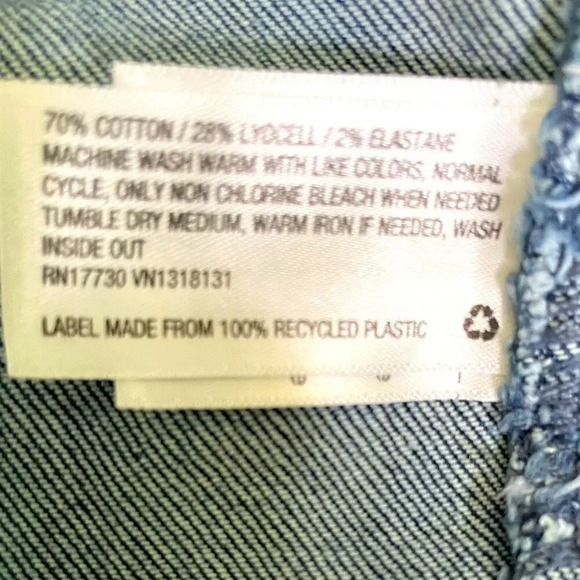 70% COTTON / 28% LYOCELL / 2% ELASTANE
MACHINE WASH WARM WITH LIKE COLORS, NORMAL
CYCLE, ONLY NON CHLORINE BLEACH WHEN NEEDED
TUMBLE DRY MEDIUM, WARM IRON IF NEEDED, WASH
INSIDE OUT
RN17730 VN1318131
LABEL MADE FROM 100% RECYCLED PLASTIC